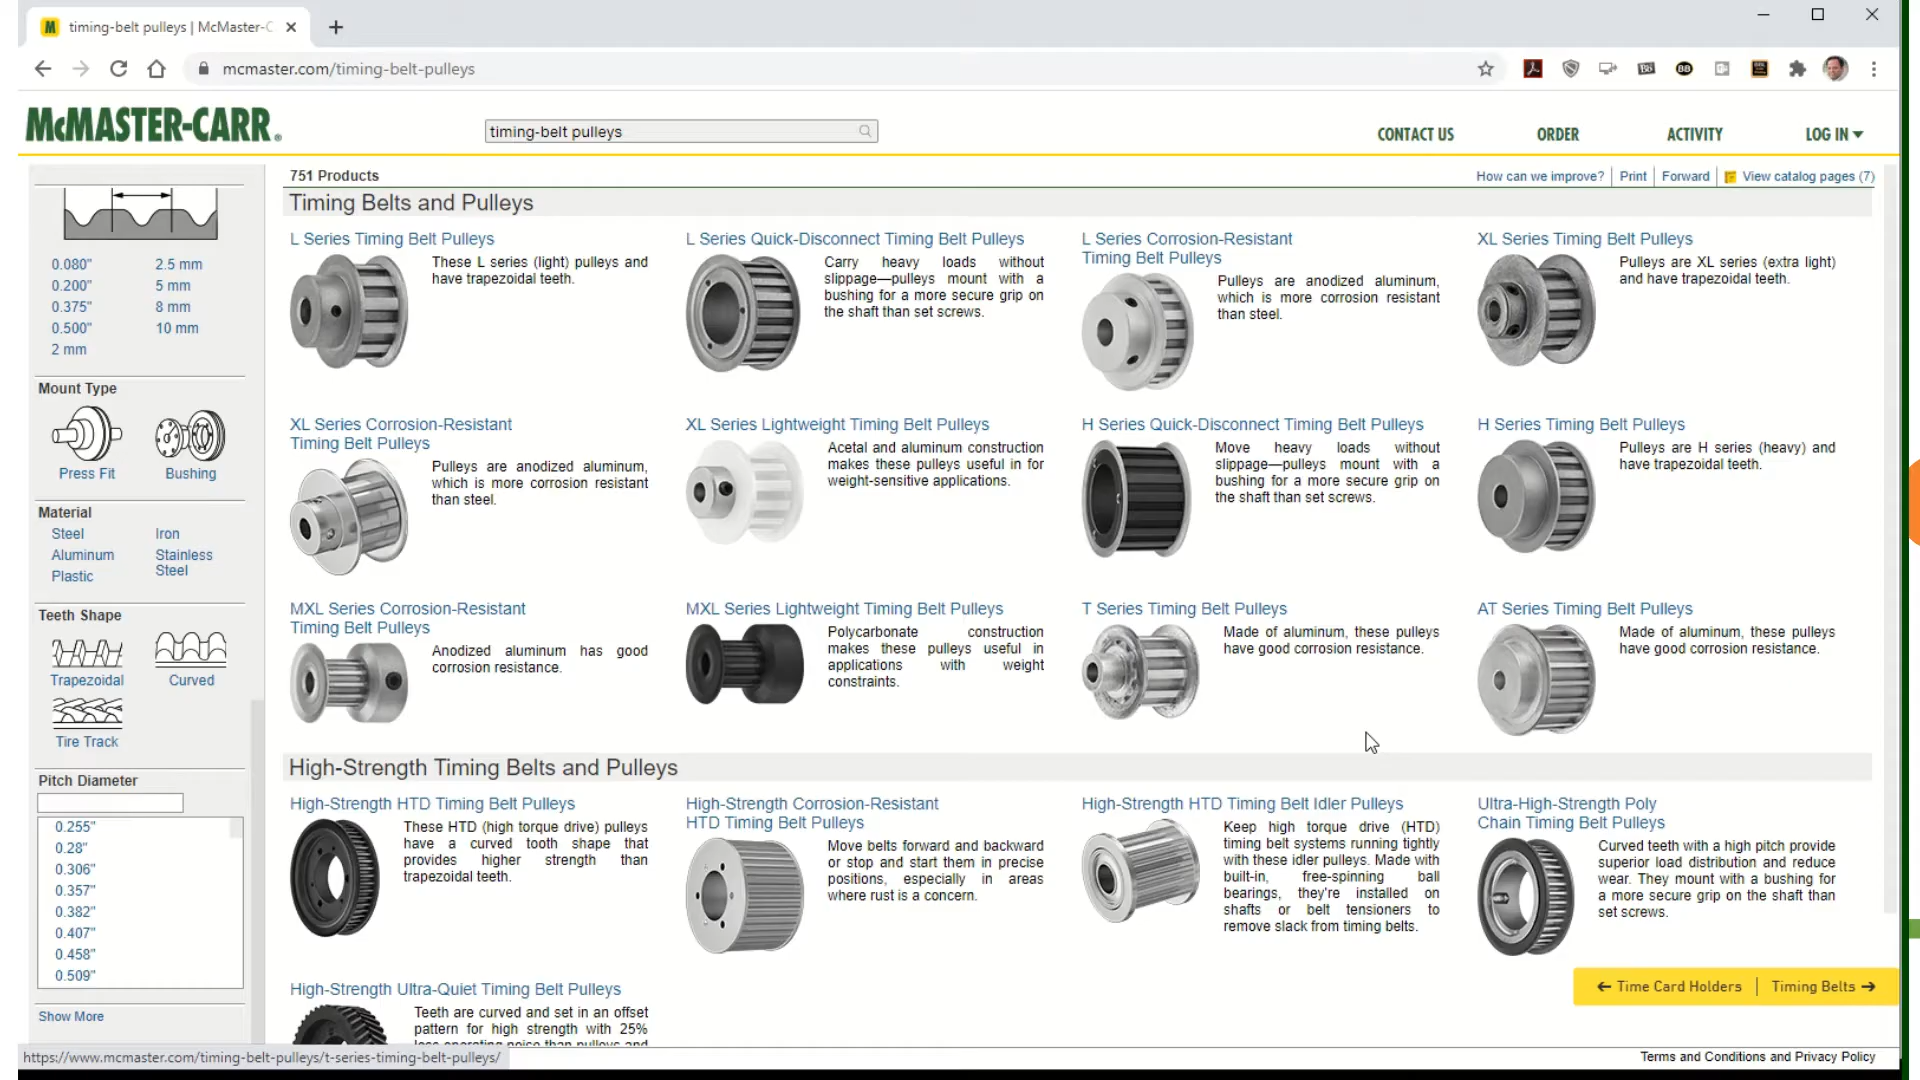 timing-belt pulleys | McMaster-C
mcmaster.com/timing-belt-pulleys
McMASTER-CARR®
timing-belt pulleys
CONTACT US
ORDER
ACTIVITY
LOG IN
751 Products
How can we improve?
Print
Forward
View catalog pages (7)
0.080"
2.5 mm
0.200"
5 mm
0.375"
8 mm
0.500"
10 mm
2 mm
Mount Type
Press Fit
Bushing
Material
Steel
Iron
Aluminum
Stainless
Steel
Plastic
Teeth Shape
Trapezoidal
Curved
Tire Track
Pitch Diameter
0.255"
0.28"
0.306"
0.357"
0.382"
0.407"
0.458"
0.509"
Show More
Timing Belts and Pulleys
L Series Timing Belt Pulleys
These L series (light) pulleys and
have trapezoidal teeth.
L Series Quick-Disconnect Timing Belt Pulleys
Carry heavy loads without
slippage—pulleys mount with a
bushing for a more secure grip on
the shaft than set screws.
L Series Corrosion-Resistant
Timing Belt Pulleys
Pulleys are anodized aluminum,
which is more corrosion resistant
than steel.
XL Series Timing Belt Pulleys
Pulleys are XL series (extra light)
and have trapezoidal teeth.
XL Series Corrosion-Resistant
Timing Belt Pulleys
Pulleys are anodized aluminum,
which is more corrosion resistant
than steel.
XL Series Lightweight Timing Belt Pulleys
Acetal and aluminum construction
makes these pulleys useful in for
weight-sensitive applications.
H Series Quick-Disconnect Timing Belt Pulleys
Move heavy loads without
slippage—pulleys mount with a
bushing for a more secure grip on
the shaft than set screws.
H Series Timing Belt Pulleys
Pulleys are H series (heavy) and
have trapezoidal teeth.
MXL Series Corrosion-Resistant
Timing Belt Pulleys
Anodized aluminum has good
corrosion resistance.
MXL Series Lightweight Timing Belt Pulleys
Polycarbonate construction
makes these pulleys useful in
applications with weight
constraints.
T Series Timing Belt Pulleys
Made of aluminum, these pulleys
have good corrosion resistance.
AT Series Timing Belt Pulleys
Made of aluminum, these pulleys
have good corrosion resistance.
High-Strength Timing Belts and Pulleys
High-Strength HTD Timing Belt Pulleys
These HTD (high torque drive) pulleys
have a curved tooth shape that
provides higher strength than
trapezoidal teeth.
High-Strength Corrosion-Resistant
HTD Timing Belt Pulleys
Move belts forward and backward
or stop and start them in precise
positions, especially in areas
where rust is a concern.
High-Strength HTD Timing Belt Idler Pulleys
Keep high torque drive (HTD)
timing belt systems running tightly
with these idler pulleys. Made with
built-in, free-spinning ball
bearings, they're installed on
shafts or belt tensioners to
remove slack from timing belts.
Ultra-High-Strength Poly
Chain Timing Belt Pulleys
Curved teeth with a high pitch provide
superior load distribution and reduce
wear. They mount with a bushing for
a more secure grip on the shaft than
set screws.
High-Strength Ultra-Quiet Timing Belt Pulleys
Teeth are curved and set in an offset
pattern for high strength with 25%
less operating noise than pulleys and
Time Card Holders
Timing Belts
https://www.mcmaster.com/timing-belt-pulleys/t-series-timing-belt-pulleys/
Terms and Conditions and Privacy Policy